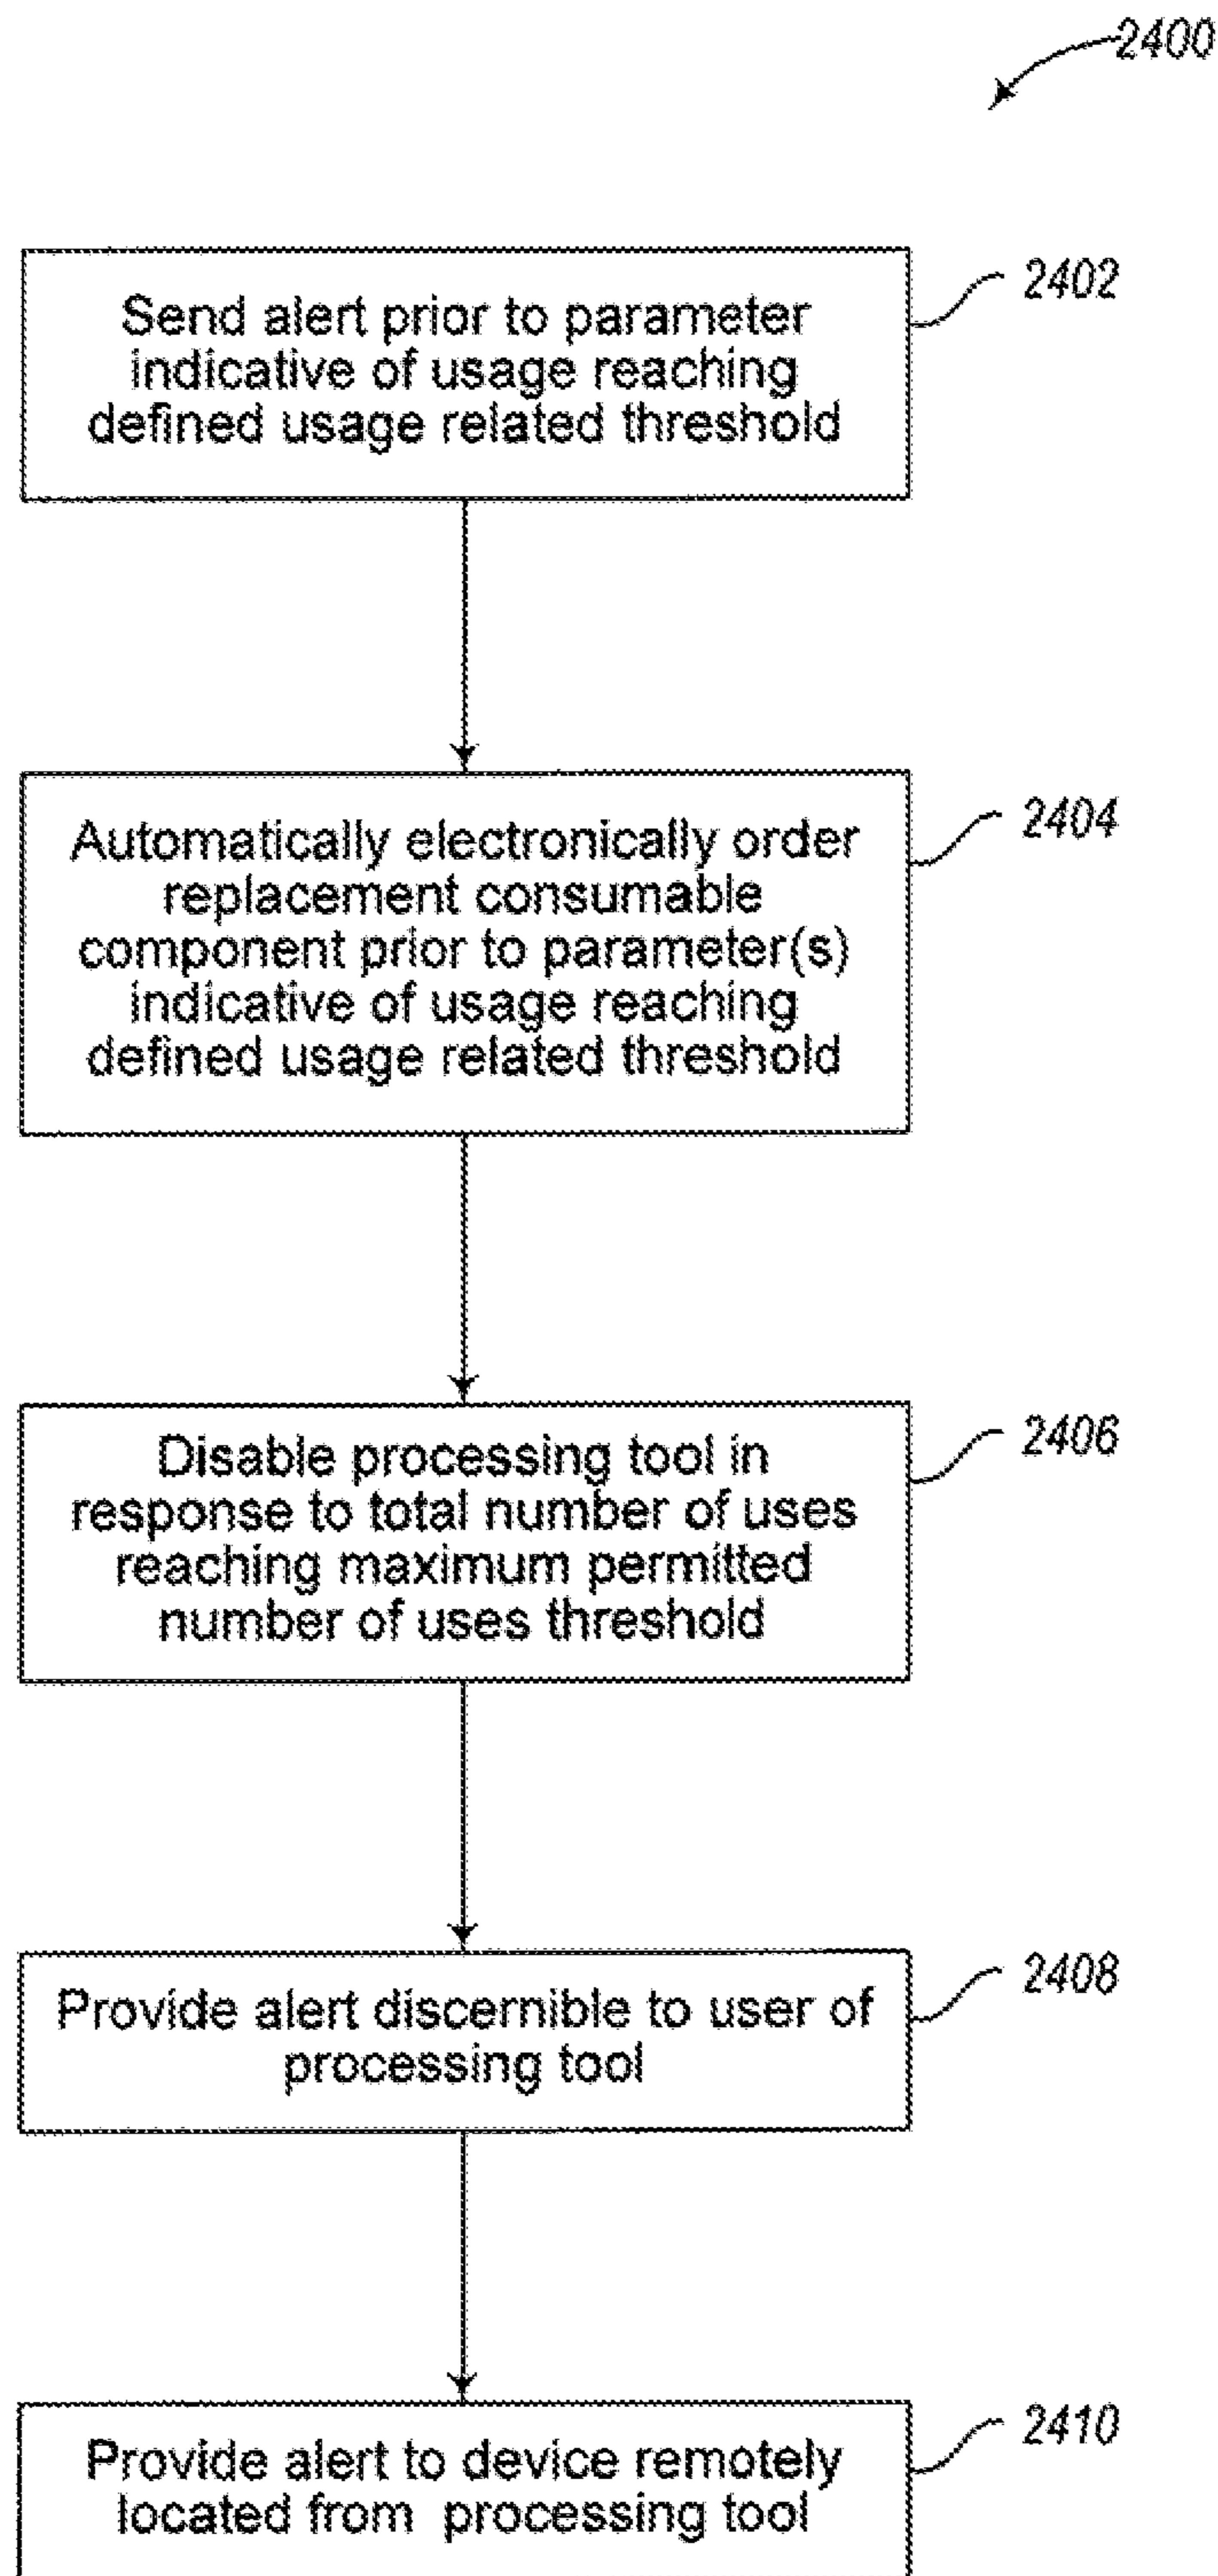 2400
Send alert prior to parameter
indicative of usage reaching
defined usage related threshold
2402
Automatically electronically order
replacement consumable
component prior to parameter(s)
indicative of usage reaching
defined usage related threshold
2404
Disable processing tool in
response to total number of uses
reaching maximum permitted
number of uses threshold
2406
Provide alert discernible to user of
processing tool
2408
Provide alert to device remotely
located from processing tool
2410